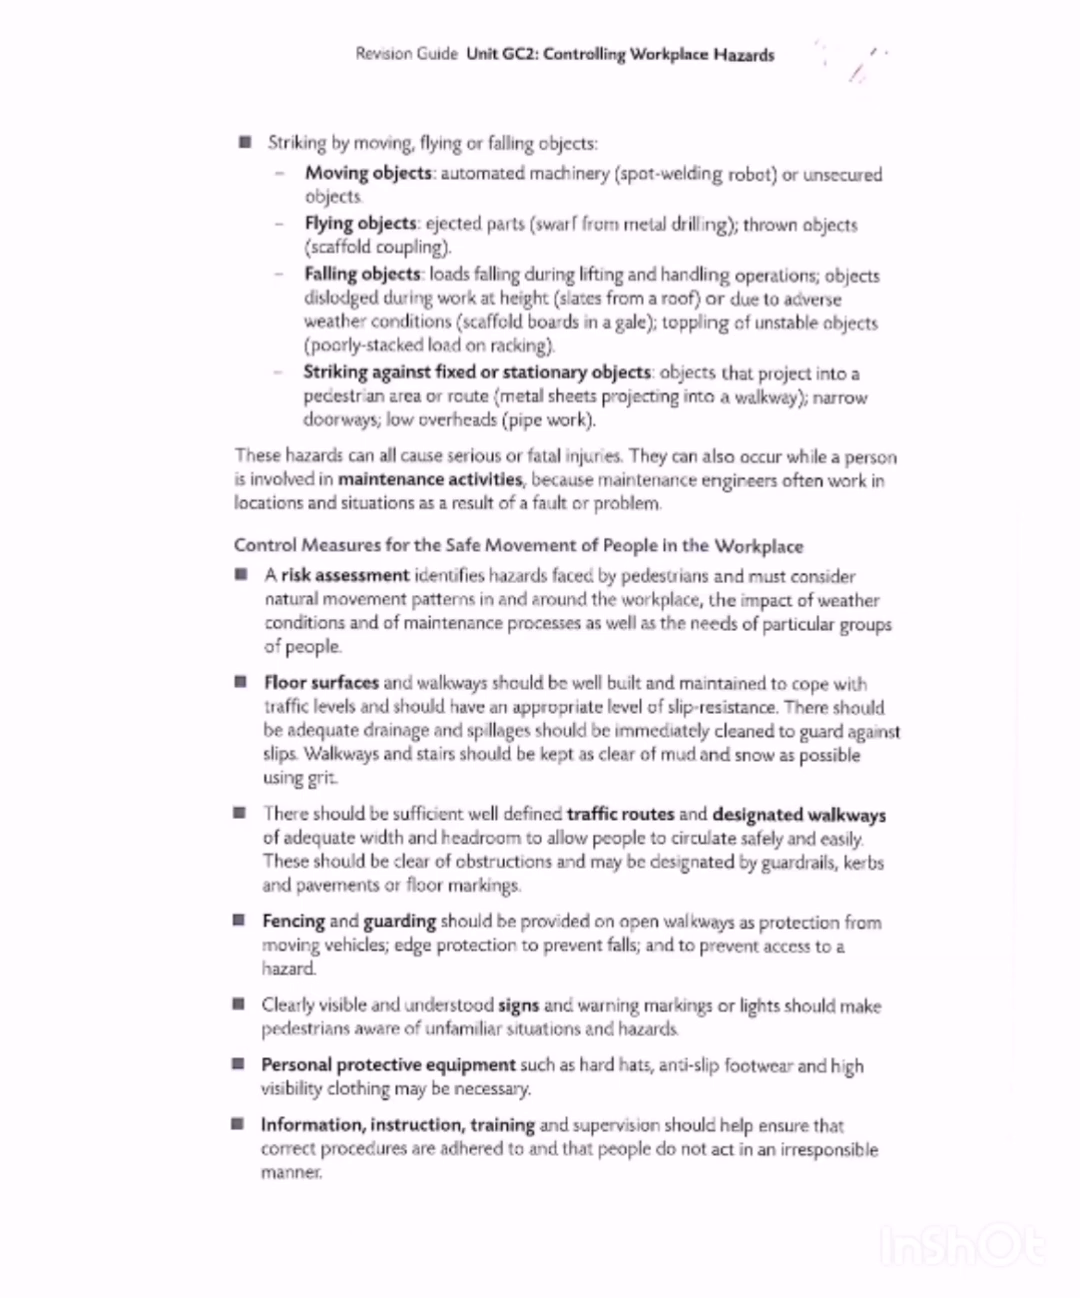 Revision Guide Unit GC2: Controlling Workplace Hazards
■ Striking by moving, flying or falling objects:
– Moving objects: automated machinery (spot-welding robot) or unsecured
objects.
– Flying objects: ejected parts (swarf from metal drilling); thrown objects
(scaffold coupling).
– Falling objects: loads falling during lifting and handling operations; objects
dislodged during work at height (slates from a roof) or due to adverse
weather conditions (scaffold boards in a gale); toppling of unstable objects
(poorly-stacked load on racking).
– Striking against fixed or stationary objects: objects that project into a
pedestrian area or route (metal sheets projecting into a walkway); narrow
doorways; low overheads (pipe work).
These hazards can all cause serious or fatal injuries. They can also occur while a person
is involved in maintenance activities, because maintenance engineers often work in
locations and situations as a result of a fault or problem.
Control Measures for the Safe Movement of People in the Workplace
■ A risk assessment identifies hazards faced by pedestrians and must consider
natural movement patterns in and around the workplace, the impact of weather
conditions and of maintenance processes as well as the needs of particular groups
of people.
■ Floor surfaces and walkways should be well built and maintained to cope with
traffic levels and should have an appropriate level of slip-resistance. There should
be adequate drainage and spillages should be immediately cleaned to guard against
slips. Walkways and stairs should be kept as clear of mud and snow as possible
using grit.
■ There should be sufficient well defined traffic routes and designated walkways
of adequate width and headroom to allow people to circulate safely and easily.
These should be clear of obstructions and may be designated by guardrails, kerbs
and pavements or floor markings.
■ Fencing and guarding should be provided on open walkways as protection from
moving vehicles; edge protection to prevent falls; and to prevent access to a
hazard.
■ Clearly visible and understood signs and warning markings or lights should make
pedestrians aware of unfamiliar situations and hazards.
■ Personal protective equipment such as hard hats, anti-slip footwear and high
visibility clothing may be necessary.
■ Information, instruction, training and supervision should help ensure that
correct procedures are adhered to and that people do not act in an irresponsible
manner.
InShOt